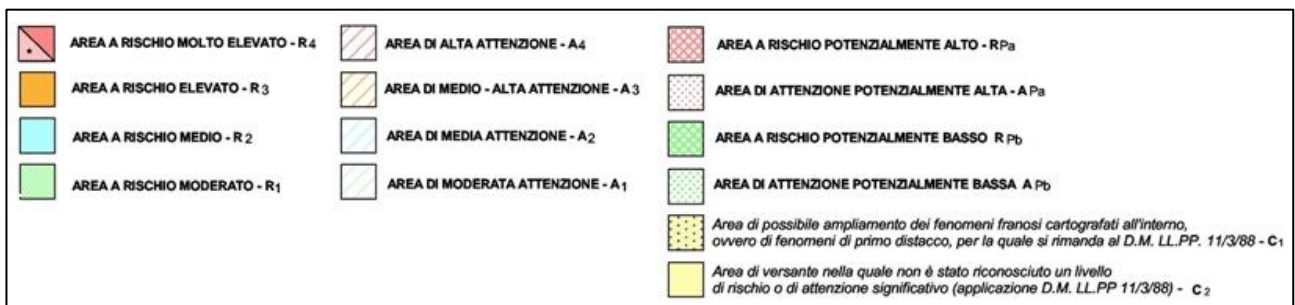 AREA A RISCHIO MOLTO ELEVATO - R4
AREA A RISCHIO ELEVATO - R3
AREA A RISCHIO MEDIO - R2
AREA A RISCHIO MODERATO - R1
AREA DI ALTA ATTENZIONE - A4
AREA DI MEDIO - ALTA ATTENZIONE - A3
AREA DI MEDIA ATTENZIONE - A2
AREA DI MODERATA ATTENZIONE - A1
AREA A RISCHIO POTENZIALMENTE ALTO - RPa
AREA DI ATTENZIONE POTENZIALMENTE ALTA - APa
AREA A RISCHIO POTENZIALMENTE BASSO RPb
AREA DI ATTENZIONE POTENZIALMENTE BASSA APb
Area di possibile ampliamento dei fenomeni franosi cartografati all'interno,
ovvero di fenomeni di primo distacco, per la quale si rimanda al D.M. LL.PP. 11/3/88 - C1
Area di versante nella quale non è stato riconosciuto un livello
di rischio o di attenzione significativo (applicazione D.M. LL.PP 11/3/88) - C2